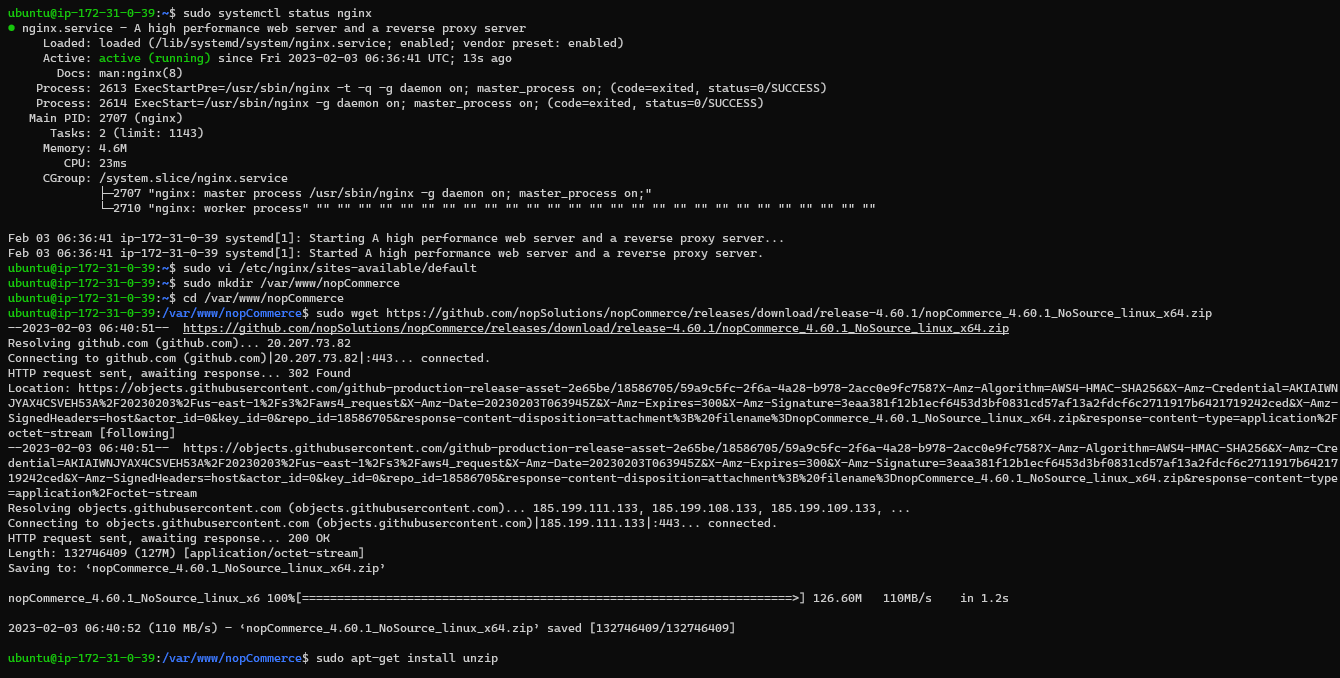 ubuntu@ip-172-31-0-39:~$ sudo systemctl status nginx
● nginx.service - A high performance web server and a reverse proxy server
     Loaded: loaded (/lib/systemd/system/nginx.service; enabled; vendor preset: enabled)
     Active: active (running) since Fri 2023-02-03 06:36:41 UTC; 13s ago
       Docs: man:nginx(8)
    Process: 2613 ExecStartPre=/usr/sbin/nginx -t -q -g daemon on; master_process on; (code=exited, status=0/SUCCESS)
    Process: 2614 ExecStart=/usr/sbin/nginx -g daemon on; master_process on; (code=exited, status=0/SUCCESS)
   Main PID: 2707 (nginx)
      Tasks: 2 (limit: 1143)
     Memory: 4.6M
        CPU: 23ms
     CGroup: /system.slice/nginx.service
             ├─2707 "nginx: master process /usr/sbin/nginx -g daemon on; master_process on;"
             └─2710 "nginx: worker process" "" "" "" "" "" "" "" "" "" "" "" "" "" "" "" "" "" "" "" "" "" "" "" "" "" "" ""
Feb 03 06:36:41 ip-172-31-0-39 systemd[1]: Starting A high performance web server and a reverse proxy server...
Feb 03 06:36:41 ip-172-31-0-39 systemd[1]: Started A high performance web server and a reverse proxy server.
ubuntu@ip-172-31-0-39:~$ sudo vi /etc/nginx/sites-available/default
ubuntu@ip-172-31-0-39:~$ sudo mkdir /var/www/nopCommerce
ubuntu@ip-172-31-0-39:~$ cd /var/www/nopCommerce
ubuntu@ip-172-31-0-39:/var/www/nopCommerce$ sudo wget https://github.com/nopSolutions/nopCommerce/releases/download/release-4.60.1/nopCommerce_4.60.1_NoSource_linux_x64.zip
--2023-02-03 06:40:51--  https://github.com/nopSolutions/nopCommerce/releases/download/release-4.60.1/nopCommerce_4.60.1_NoSource_linux_x64.zip
Resolving github.com (github.com)... 20.207.73.82
Connecting to github.com (github.com)|20.207.73.82|:443... connected.
HTTP request sent, awaiting response... 302 Found
Location: https://objects.githubusercontent.com/github-production-release-asset-2e65be/18586705/59a9c5fc-2f6a-4a28-b978-2acc0e9fc758?X-Amz-Algorithm=AWS4-HMAC-SHA256&X-Amz-Credential=AKIAIWN
JYAX4CSVEH53A%2F20230203%2Fus-east-1%2Fs3%2Faws4_request&X-Amz-Date=20230203T063945Z&X-Amz-Expires=300&X-Amz-Signature=3eaa381f12b1ecf6453d3bf0831cd57af13a2fdcf6c2711917b6421719242ced&X-Amz-
SignedHeaders=host&actor_id=0&key_id=0&repo_id=18586705&response-content-disposition=attachment%3B%20filename%3DnopCommerce_4.60.1_NoSource_linux_x64.zip&response-content-type=application%2F
octet-stream [following]
--2023-02-03 06:40:51--  https://objects.githubusercontent.com/github-production-release-asset-2e65be/18586705/59a9c5fc-2f6a-4a28-b978-2acc0e9fc758?X-Amz-Algorithm=AWS4-HMAC-SHA256&X-Amz-Cre
dential=AKIAIWNJYAX4CSVEH53A%2F20230203%2Fus-east-1%2Fs3%2Faws4_request&X-Amz-Date=20230203T063945Z&X-Amz-Expires=300&X-Amz-Signature=3eaa381f12b1ecf6453d3bf0831cd57af13a2fdcf6c2711917b64217
19242ced&X-Amz-SignedHeaders=host&actor_id=0&key_id=0&repo_id=18586705&response-content-disposition=attachment%3B%20filename%3DnopCommerce_4.60.1_NoSource_linux_x64.zip&response-content-type
=application%2Foctet-stream
Resolving objects.githubusercontent.com (objects.githubusercontent.com)... 185.199.111.133, 185.199.108.133, 185.199.109.133, ...
Connecting to objects.githubusercontent.com (objects.githubusercontent.com)|185.199.111.133|:443... connected.
HTTP request sent, awaiting response... 200 OK
Length: 132746409 (127M) [application/octet-stream]
Saving to: ‘nopCommerce_4.60.1_NoSource_linux_x64.zip’
nopCommerce_4.60.1_NoSource_linux_x6 100%[======================================================================>] 126.60M   110MB/s    in 1.2s
2023-02-03 06:40:52 (110 MB/s) - ‘nopCommerce_4.60.1_NoSource_linux_x64.zip’ saved [132746409/132746409]
ubuntu@ip-172-31-0-39:/var/www/nopCommerce$ sudo apt-get install unzip